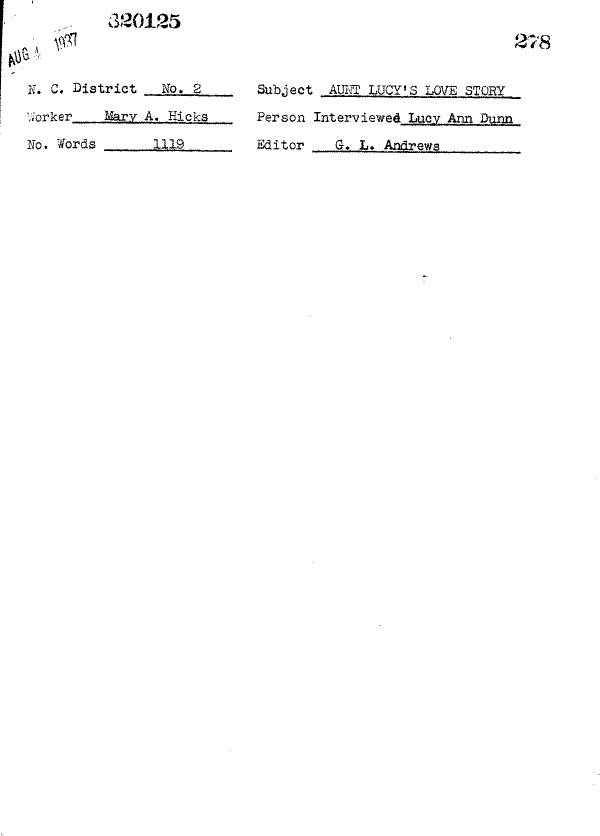 320125
AUG 4 1937
278
N. C. District No. 2 Subject AUNT LUCY'S LOVE STORY
Worker Mary A. Hicks Person Interviewed Lucy Ann Dunn
No. Words 1119 Editor G. L. Andrews